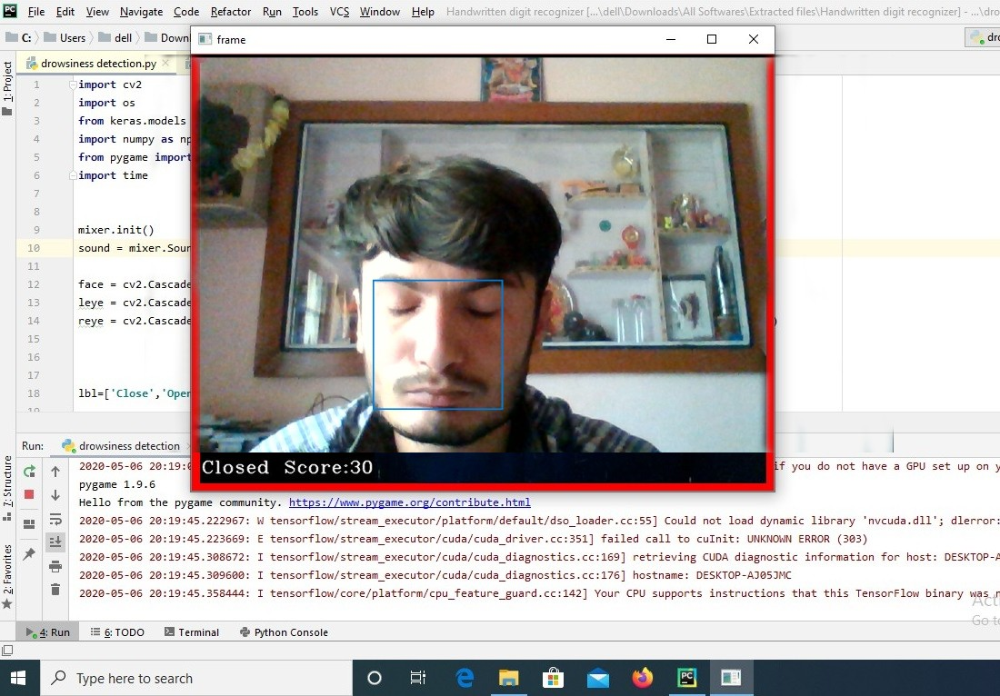 File Edit View Navigate Code Refactor Run Tools VCS Window Help Handwritten digit recognizer [...\dell\Downloads\All Softwares\Extracted files\Handwritten digit recognizer] - ...\dro
C: Users dell Downl
frame
dro
1: Project
drowsiness detection.py
1 import cv2
2 import os
3 from keras.models
4 import numpy as np
5 from pygame import
6 import time
7
8
9 mixer.init()
10 sound = mixer.Soun
11
12 face = cv2.Cascade
13 leye = cv2.Cascade
14 reye = cv2.Cascade )
15
16
17
18 lbl=['Close','Open
19
Closed Score:30
Run: drowsiness detection
7: Structure
2: Favorites
2020-05-06 20:19:0 if you do not have a GPU set up on y
pygame 1.9.6
Hello from the pygame community. https://www.pygame.org/contribute.html
2020-05-06 20:19:45.222967: W tensorflow/stream_executor/platform/default/dso_loader.cc:55] Could not load dynamic library 'nvcuda.dll'; dlerror:
2020-05-06 20:19:45.223669: E tensorflow/stream_executor/cuda/cuda_driver.cc:351] failed call to cuInit: UNKNOWN ERROR (303)
2020-05-06 20:19:45.308672: I tensorflow/stream_executor/cuda/cuda_diagnostics.cc:169] retrieving CUDA diagnostic information for host: DESKTOP-A
2020-05-06 20:19:45.309600: I tensorflow/stream_executor/cuda/cuda_diagnostics.cc:176] hostname: DESKTOP-AJ05JMC
2020-05-06 20:19:45.358444: I tensorflow/core/platform/cpu_feature_guard.cc:142] Your CPU supports instructions that this TensorFlow binary was n
Acti
Go to
4: Run 6: TODO Terminal Python Console
Type here to search